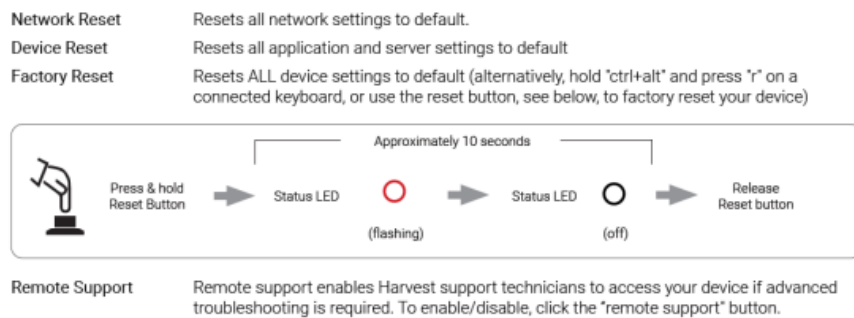 Network Reset Resets all network settings to default.
Device Reset Resets all application and server settings to default
Factory Reset Resets ALL device settings to default (alternatively, hold "ctrl+alt" and press "r" on a
connected keyboard, or use the reset button, see below, to factory reset your device)
Approximately 10 seconds
Press & hold
Reset Button
Status LED
(flashing)
Status LED
(off)
Release
Reset button
Remote Support Remote support enables Harvest support technicians to access your device if advanced
troubleshooting is required. To enable/disable, click the "remote support" button.